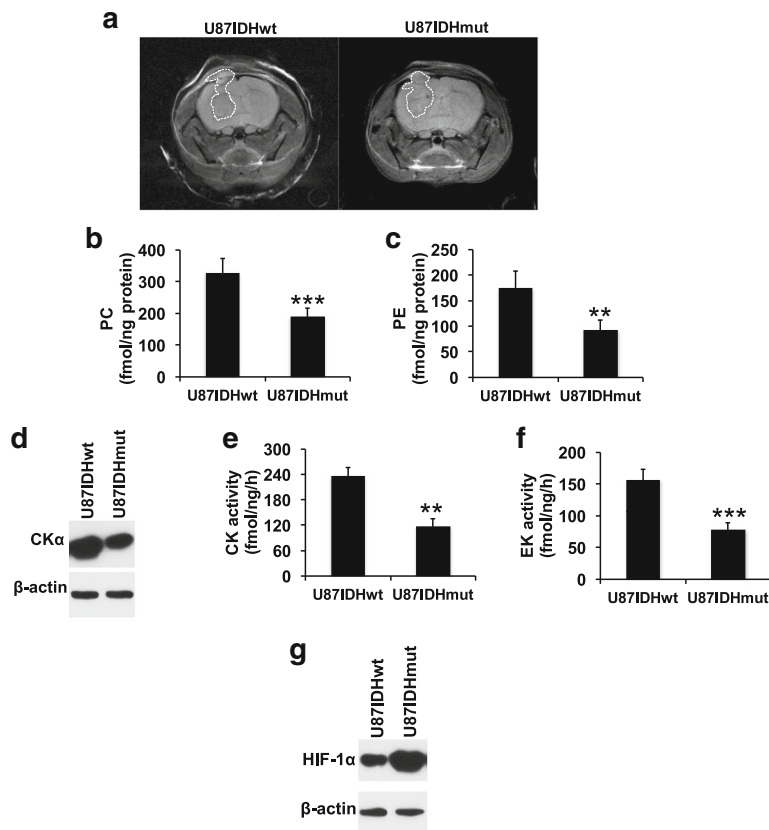 a
U87IDHwt U87IDHmut
b
PC
(fmol/ng protein)
400
300
200
100
0
***
U87IDHwt U87IDHmut
c
PE
(fmol/ng protein)
250
200
150
100
50
0
**
U87IDHwt U87IDHmut
d
U87IDHwt
U87IDHmut
CKα
β-actin
e
CK activity
(fmol/ng/h)
300
240
180
120
60
0
**
U87IDHwt U87IDHmut
f
EK activity
(fmol/ng/h)
200
150
100
50
0
***
U87IDHwt U87IDHmut
g
U87IDHwt
U87IDHmut
HIF-1α
β-actin